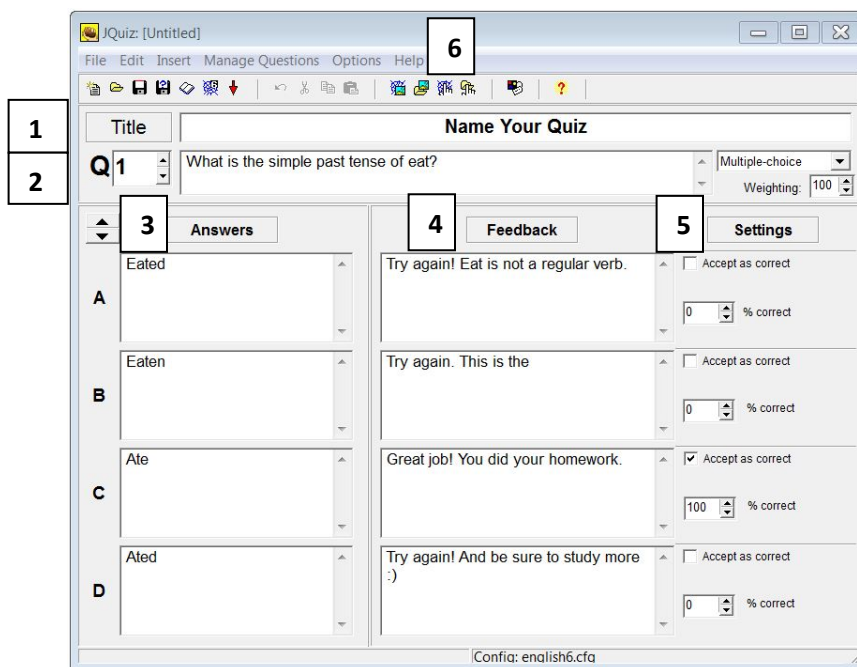 JQuiz: [Untitled]
File Edit Insert Manage Questions Options Help
6
?
1
Title
Name Your Quiz
2
Q 1
What is the simple past tense of eat?
Multiple-choice
Weighting: 100
3
Answers
4
Feedback
5
Settings
A
Eated
Try again! Eat is not a regular verb.
Accept as correct
0 % correct
B
Eaten
Try again. This is the
Accept as correct
0 % correct
C
Ate
Great job! You did your homework.
Accept as correct
100 % correct
D
Ated
Try again! And be sure to study more
:)
Accept as correct
0 % correct
Config: english6.cfg